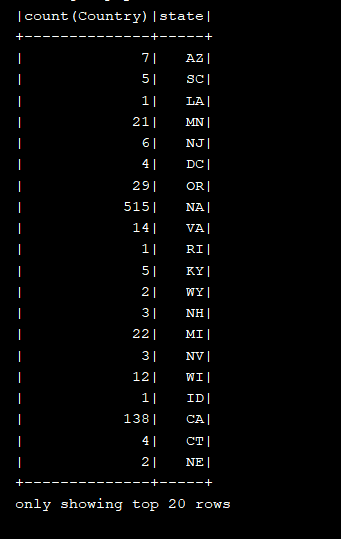 |count(Country)|state|
+--------------+-----+
|             7|   AZ|
|             5|   SC|
|             1|   LA|
|            21|   MN|
|             6|   NJ|
|             4|   DC|
|            29|   OR|
|           515|   NA|
|            14|   VA|
|             1|   RI|
|             5|   KY|
|             2|   WY|
|             3|   NH|
|            22|   MI|
|             3|   NV|
|            12|   WI|
|             1|   ID|
|           138|   CA|
|             4|   CT|
|             2|   NE|
+--------------+-----+
only showing top 20 rows